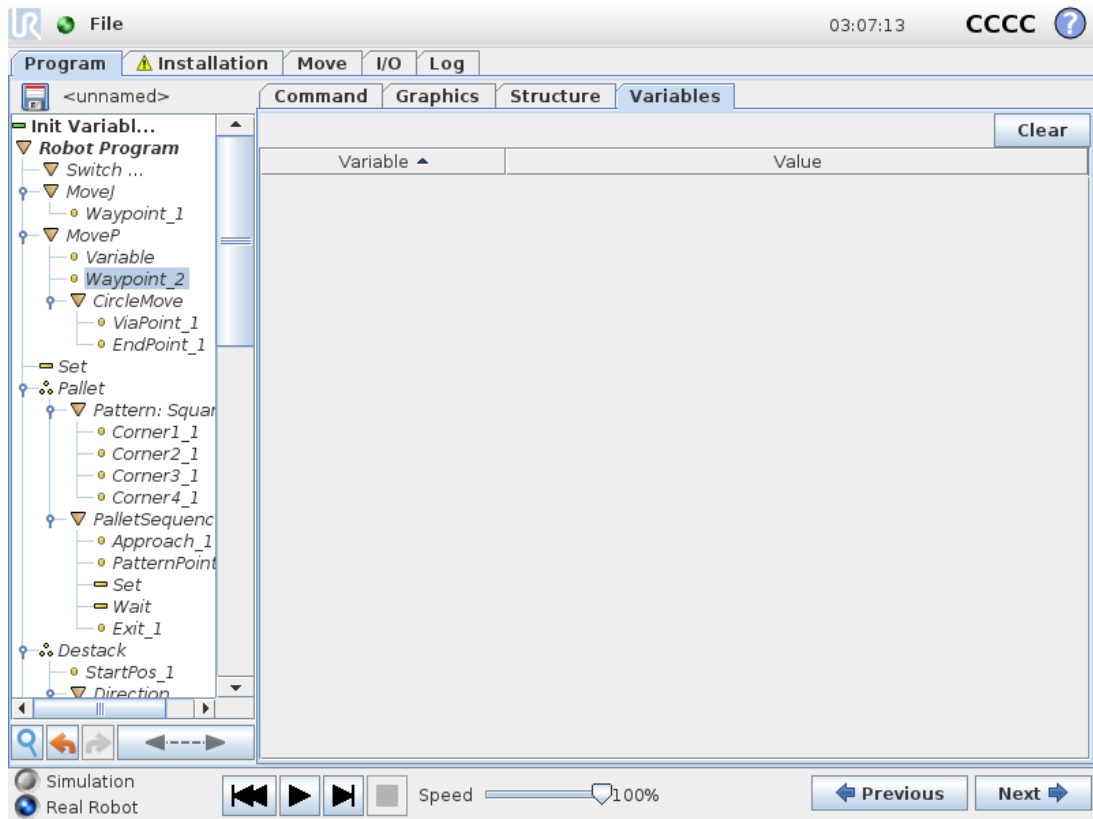 UR File 03:07:13 CCCC ?
Program Installation Move I/O Log
<unnamed> Command Graphics Structure Variables
Clear
Variable Value
Init Variabl...
Robot Program
Switch ...
MoveJ
Waypoint_1
MoveP
Variable
Waypoint_2
CircleMove
ViaPoint_1
EndPoint_1
Set
Pallet
Pattern: Squar
Corner1_1
Corner2_1
Corner3_1
Corner4_1
PalletSequenc
Approach_1
PatternPoint
Set
Wait
Exit_1
Destack
StartPos_1
Direction
Simulation
Real Robot
Speed 100%
Previous Next